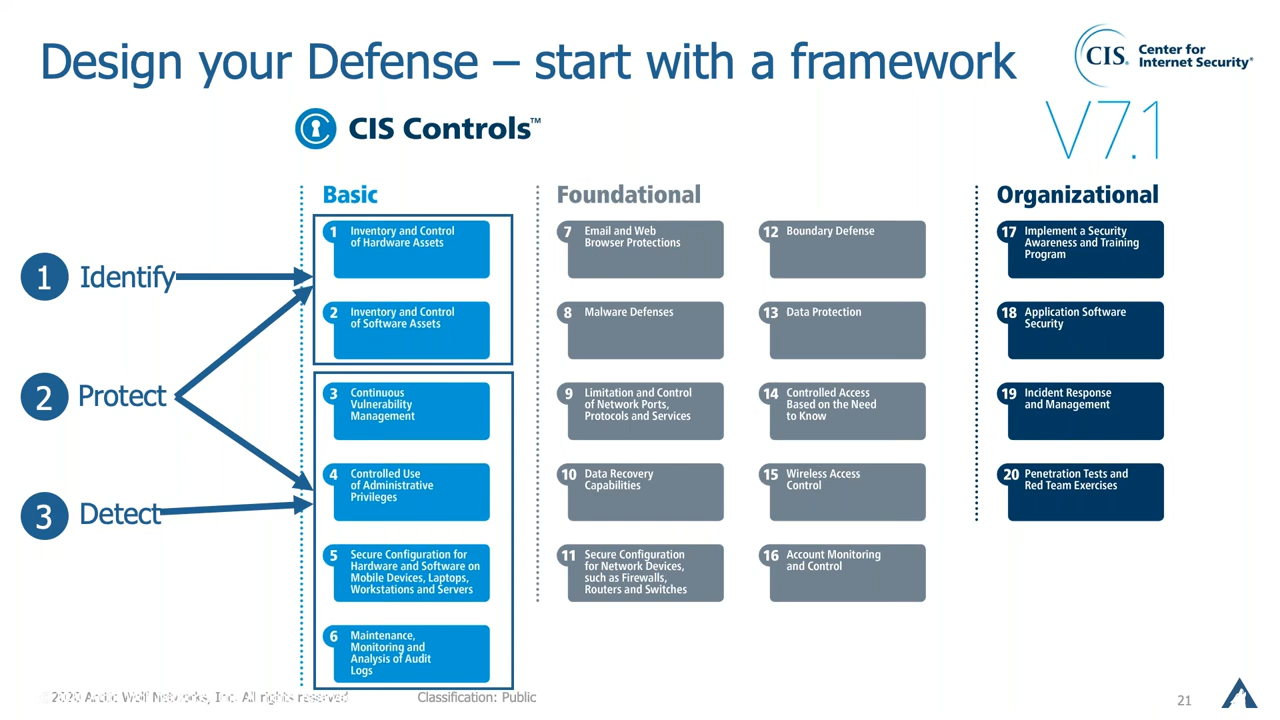 Design your Defense – start with a framework
CIS® Center for
Internet Security®
CIS Controls™
V7.1
Basic
Foundational
Organizational
1 Identify
2 Protect
3 Detect
1 Inventory and Control
of Hardware Assets
2 Inventory and Control
of Software Assets
3 Continuous
Vulnerability
Management
4 Controlled Use
of Administrative
Privileges
5 Secure Configuration for
Hardware and Software on
Mobile Devices, Laptops,
Workstations and Servers
6 Maintenance,
Monitoring and
Analysis of Audit
Logs
7 Email and Web
Browser Protections
8 Malware Defenses
9 Limitation and Control
of Network Ports,
Protocols and Services
10 Data Recovery
Capabilities
11 Secure Configuration
for Network Devices,
such as Firewalls,
Routers and Switches
12 Boundary Defense
13 Data Protection
14 Controlled Access
Based on the Need
to Know
15 Wireless Access
Control
16 Account Monitoring
and Control
17 Implement a Security
Awareness and Training
Program
18 Application Software
Security
19 Incident Response
and Management
20 Penetration Tests and
Red Team Exercises
2020 Arctic Wolf Networks, Inc. All rights reserved
Classification: Public
21